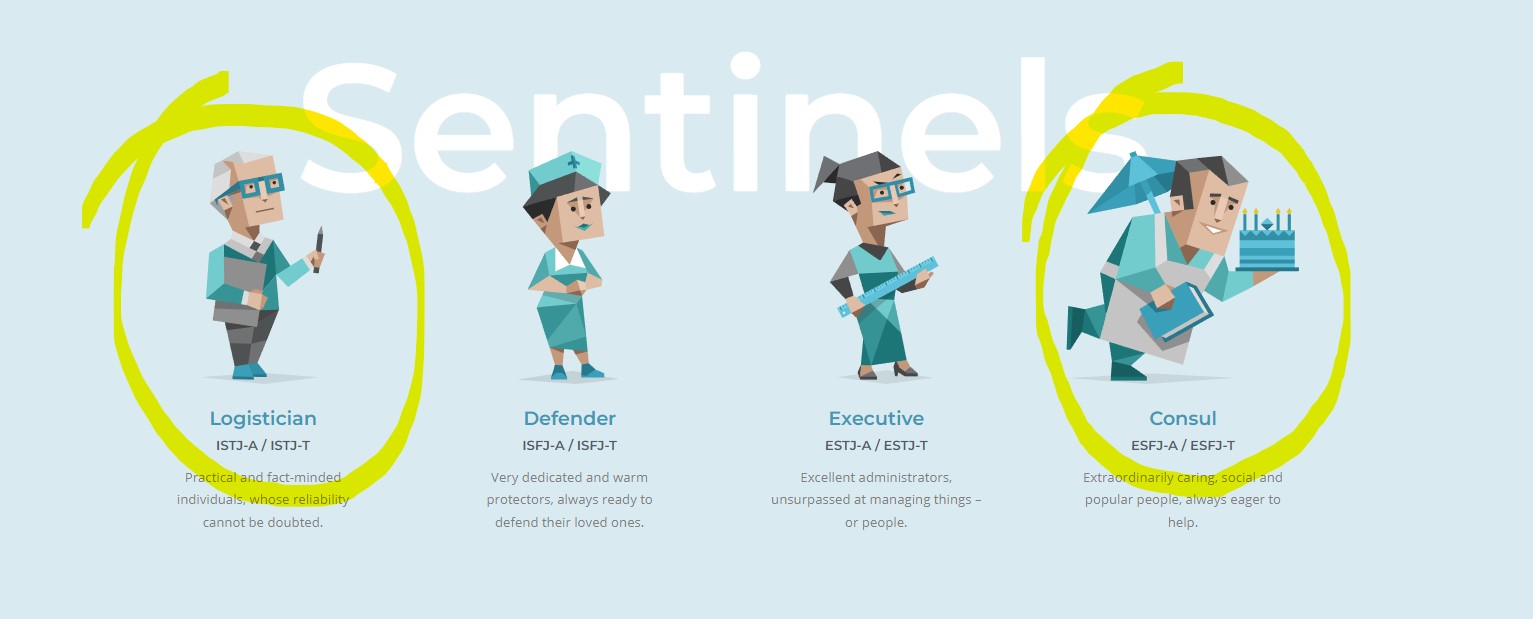 Sentinels
Logistician
ISTJ-A / ISTJ-T
Practical and fact-minded
individuals, whose reliability
cannot be doubted.
Defender
ISFJ-A / ISFJ-T
Very dedicated and warm
protectors, always ready to
defend their loved ones.
Executive
ESTJ-A / ESTJ-T
Excellent administrators,
unsurpassed at managing things –
or people.
Consul
ESFJ-A / ESFJ-T
Extraordinarily caring, social and
popular people, always eager to
help.